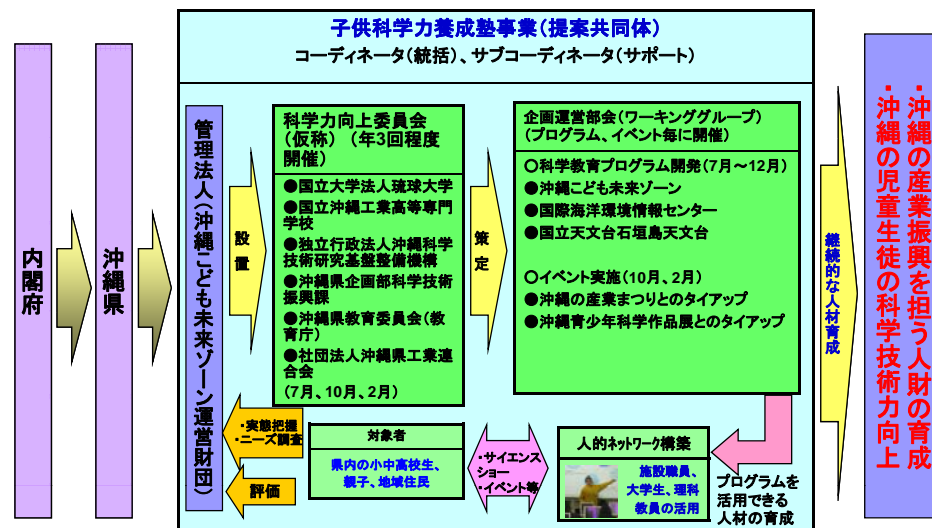 子供科学力養成塾事業(提案共同体)
コーディネータ(統括)、サブコーディネータ(サポート)
内閣府
沖縄県
管理法人(沖縄こども未来ゾーン運営財団)
設置
科学力向上委員会
(仮称) (年3回程度
開催)
●国立大学法人琉球大学
●国立沖縄工業高等専門
学校
●独立行政法人沖縄科学
技術研究基盤整備機構
●沖縄県企画部科学技術
振興課
●沖縄県教育委員会(教
育庁)
●社団法人沖縄県工業連
合会
(7月、10月、2月)
策定
企画運営部会(ワーキンググループ)
(プログラム、イベント毎に開催)
○科学教育プログラム開発(7月~12月)
●沖縄こども未来ゾーン
●国際海洋環境情報センター
●国立天文台石垣島天文台
○イベント実施(10月、2月)
●沖縄の産業まつりとのタイアップ
●沖縄青少年科学作品展とのタイアップ
継続的な人材育成
・沖縄の産業振興を担う人財の育成
・沖縄の児童生徒の科学技術力向上
・実態把握
・ニーズ調査
評価
対象者
県内の小中高校生、
親子、地域住民
・サイエンス
ショー
・イベント等
人的ネットワーク構築
施設職員、
大学生、理科
教員の活用
プログラムを
活用できる
人材の育成